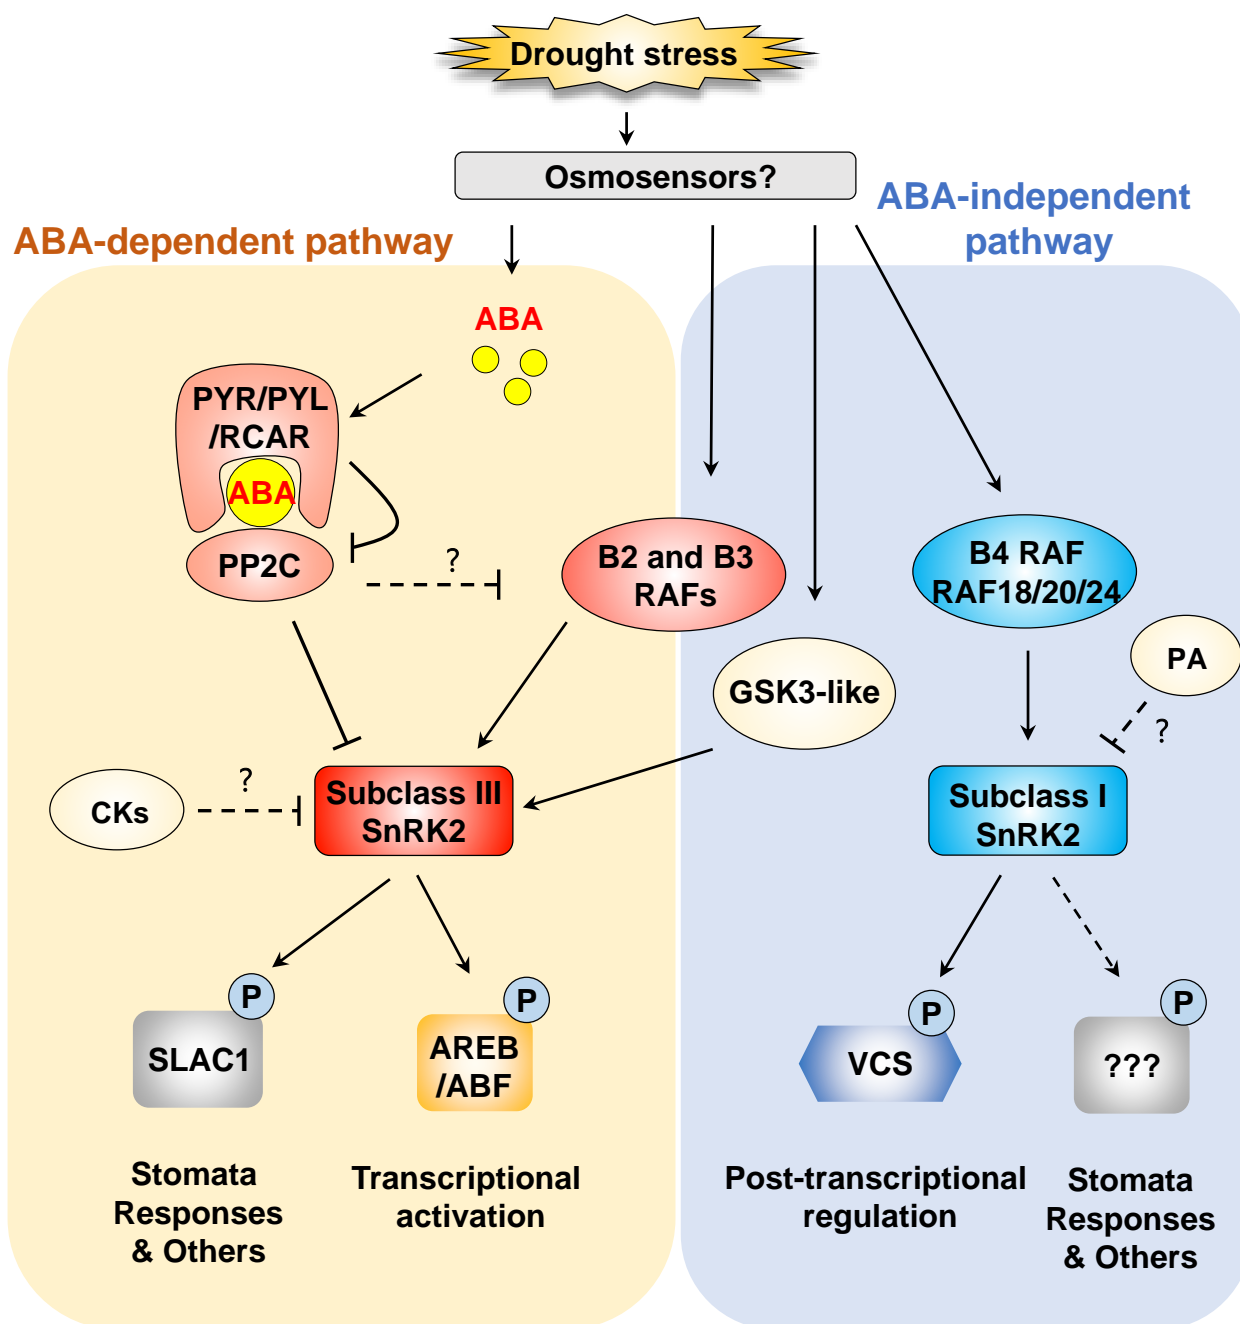 Drought stress
Osmosensors?
ABA-independent
pathway
ABA-dependent pathway
ABA
PYR/PYL
/RCAR
ABA
PP2C
?
B2 and B3
RAFs
B4 RAF
RAF18/20/24
PA
?
GSK3-like
CKs
?
Subclass III
SnRK2
Subclass I
SnRK2
P
SLAC1
P
AREB
/ABF
P
VCS
P
???
Stomata
Responses
& Others
Transcriptional
activation
Post-transcriptional
regulation
Stomata
Responses
& Others